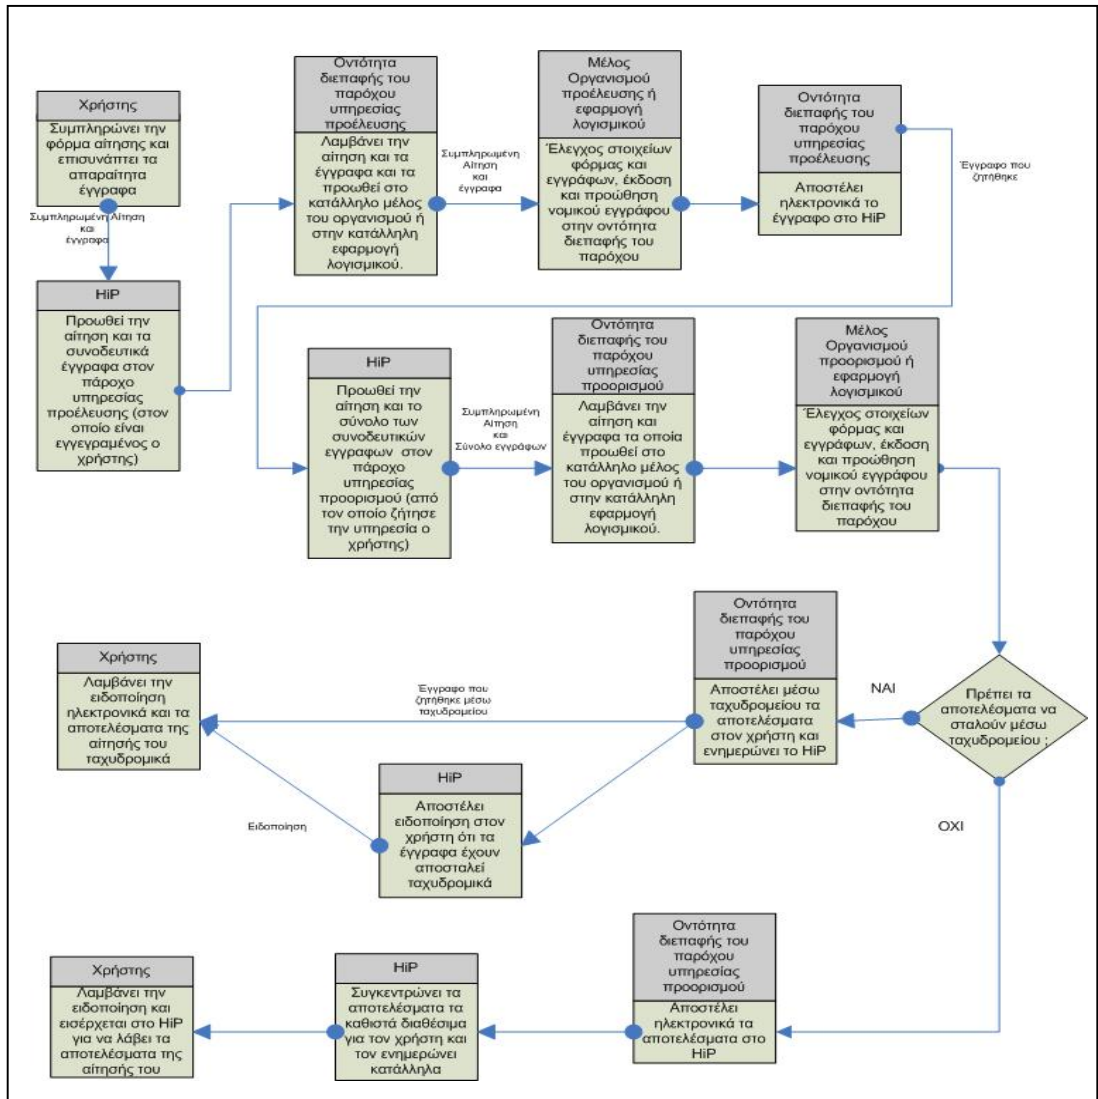 Χρήστης
Συμπληρώνει την
φόρμα αίτησης και
επισυνάπτει τα
απαραίτητα
έγγραφα
Συμπληρωμένη Αίτηση
και
έγγραφα
HiP
Προωθεί την
αίτηση και τα
συνοδευτικά
έγγραφα στον
πάροχο
υπηρεσίας
προέλευσης (στον
οποίο είναι
εγγεγραμένος ο
χρήστης)
Οντότητα
διεπαφής του
παρόχου
υπηρεσίας
προέλευσης
Λαμβάνει την
αίτηση και τα
έγγραφα και τα
προωθεί στο
κατάλληλο μέλος
του οργανισμού ή
στην κατάλληλη
εφαρμογή
λογισμικού.
Συμπληρωμένη
Αίτηση
και
έγγραφα
Μέλος
Οργανισμού
προέλευσης ή
εφαρμογή
λογισμικού
Έλεγχος στοιχείων
φόρμας και
εγγράφων, έκδοση
και προώθηση
νομικού εγγράφου
στην οντότητα
διεπαφής του
παρόχου
Οντότητα
διεπαφής του
παρόχου
υπηρεσίας
προέλευσης
Αποστέλει
ηλεκτρονικά το
έγγραφο στο HiP
Έγγραφο που
ζητήθηκε
HiP
Προωθεί την
αίτηση και το
σύνολο των
συνοδευτικών
εγγραφων στον
πάροχο
υπηρεσίας
προορισμού (από
τον οποίο ζήτησε
την υπηρεσία ο
χρήστης)
Συμπληρωμένη
Αίτηση
και
Σύνολο εγγράφων
Οντότητα
διεπαφής του
παρόχου
υπηρεσίας
προορισμού
Λαμβάνει την
αίτηση και
έγγραφα τα οποία
προωθεί στο
κατάλληλο μέλος
του οργανισμού ή
στην κατάλληλη
εφαρμογή
λογισμικού.
Μέλος
Οργανισμού
προορισμού ή
εφαρμογή
λογισμικού
Έλεγχος στοιχείων
φόρμας και
εγγράφων, έκδοση
και προώθηση
νομικού εγγράφου
στην οντότητα
διεπαφής του
παρόχου
Πρέπει τα
αποτελέσματα να
σταλούν μέσω
ταχυδρομείου ;
ΝΑΙ
Οντότητα
διεπαφής του
παρόχου
υπηρεσίας
προορισμού
Αποστέλει μέσω
ταχυδρομείου τα
αποτελέσματα
στον χρήστη και
ενημερώνει το HiP
Έγγραφο που
ζητήθηκε μέσω
ταχυδρομείου
Χρήστης
Λαμβάνει την
ειδοποίηση
ηλεκτρονικά και τα
αποτελέσματα της
αίτησής του
ταχυδρομικά
HiP
Αποστέλει
ειδοποίηση στον
χρήστη ότι τα
έγγραφα έχουν
αποσταλεί
ταχυδρομικά
Ειδοποίηση
ΟΧΙ
Οντότητα
διεπαφής του
παρόχου
υπηρεσίας
προορισμού
Αποστέλει
ηλεκτρονικά τα
αποτελέσματα στο
HiP
HiP
Συγκεντρώνει τα
αποτελέσματα τα
καθιστά διαθέσιμα
για τον χρήστη και
τον ενημερώνει
κατάλληλα
Χρήστης
Λαμβάνει την
ειδοποίηση και
εισέρχεται στο HiP
για να λάβει τα
αποτελέσματα της
αίτησής του